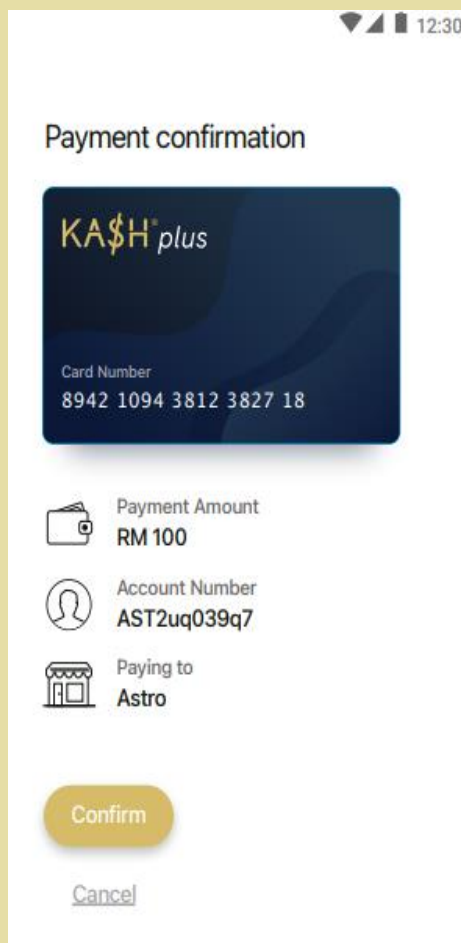 12:30
Payment confirmation
KA$H® plus
Card Number
8942 1094 3812 3827 18
Payment Amount
RM 100
Account Number
AST2uq039q7
Paying to
Astro
Confirm
Cancel